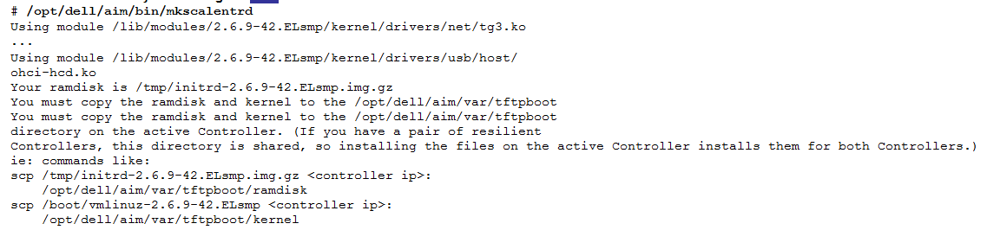 # /opt/dell/aim/bin/mkscalentrd
Using module /lib/modules/2.6.9-42.ELsmp/kernel/drivers/net/tg3.ko
...
Using module /lib/modules/2.6.9-42.ELsmp/kernel/drivers/usb/host/
ohci-hcd.ko
Your ramdisk is /tmp/initrd-2.6.9-42.ELsmp.img.gz
You must copy the ramdisk and kernel to the /opt/dell/aim/var/tftpboot
You must copy the ramdisk and kernel to the /opt/dell/aim/var/tftpboot
directory on the active Controller. (If you have a pair of resilient
Controllers, this directory is shared, so installing the files on the active Controller installs them for both Controllers.)
ie: commands like:
scp /tmp/initrd-2.6.9-42.ELsmp.img.gz <controller ip>:
/opt/dell/aim/var/tftpboot/ramdisk
scp /boot/vmlinuz-2.6.9-42.ELsmp <controller ip>:
/opt/dell/aim/var/tftpboot/kernel